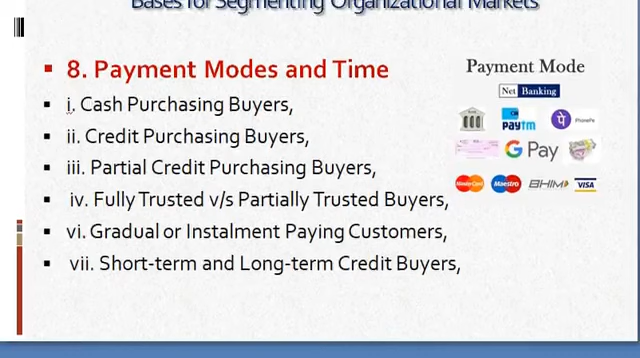 Bases for Segmenting Organizational Markets
8. Payment Modes and Time
i. Cash Purchasing Buyers,
ii. Credit Purchasing Buyers,
iii. Partial Credit Purchasing Buyers,
iv. Fully Trusted v/s Partially Trusted Buyers,
vi. Gradual or Instalment Paying Customers,
vii. Short-term and Long-term Credit Buyers,
Payment Mode
Net Banking
PAYTM
PhonePe
G Pay
MasterCard
Maestro
BHIM
VISA